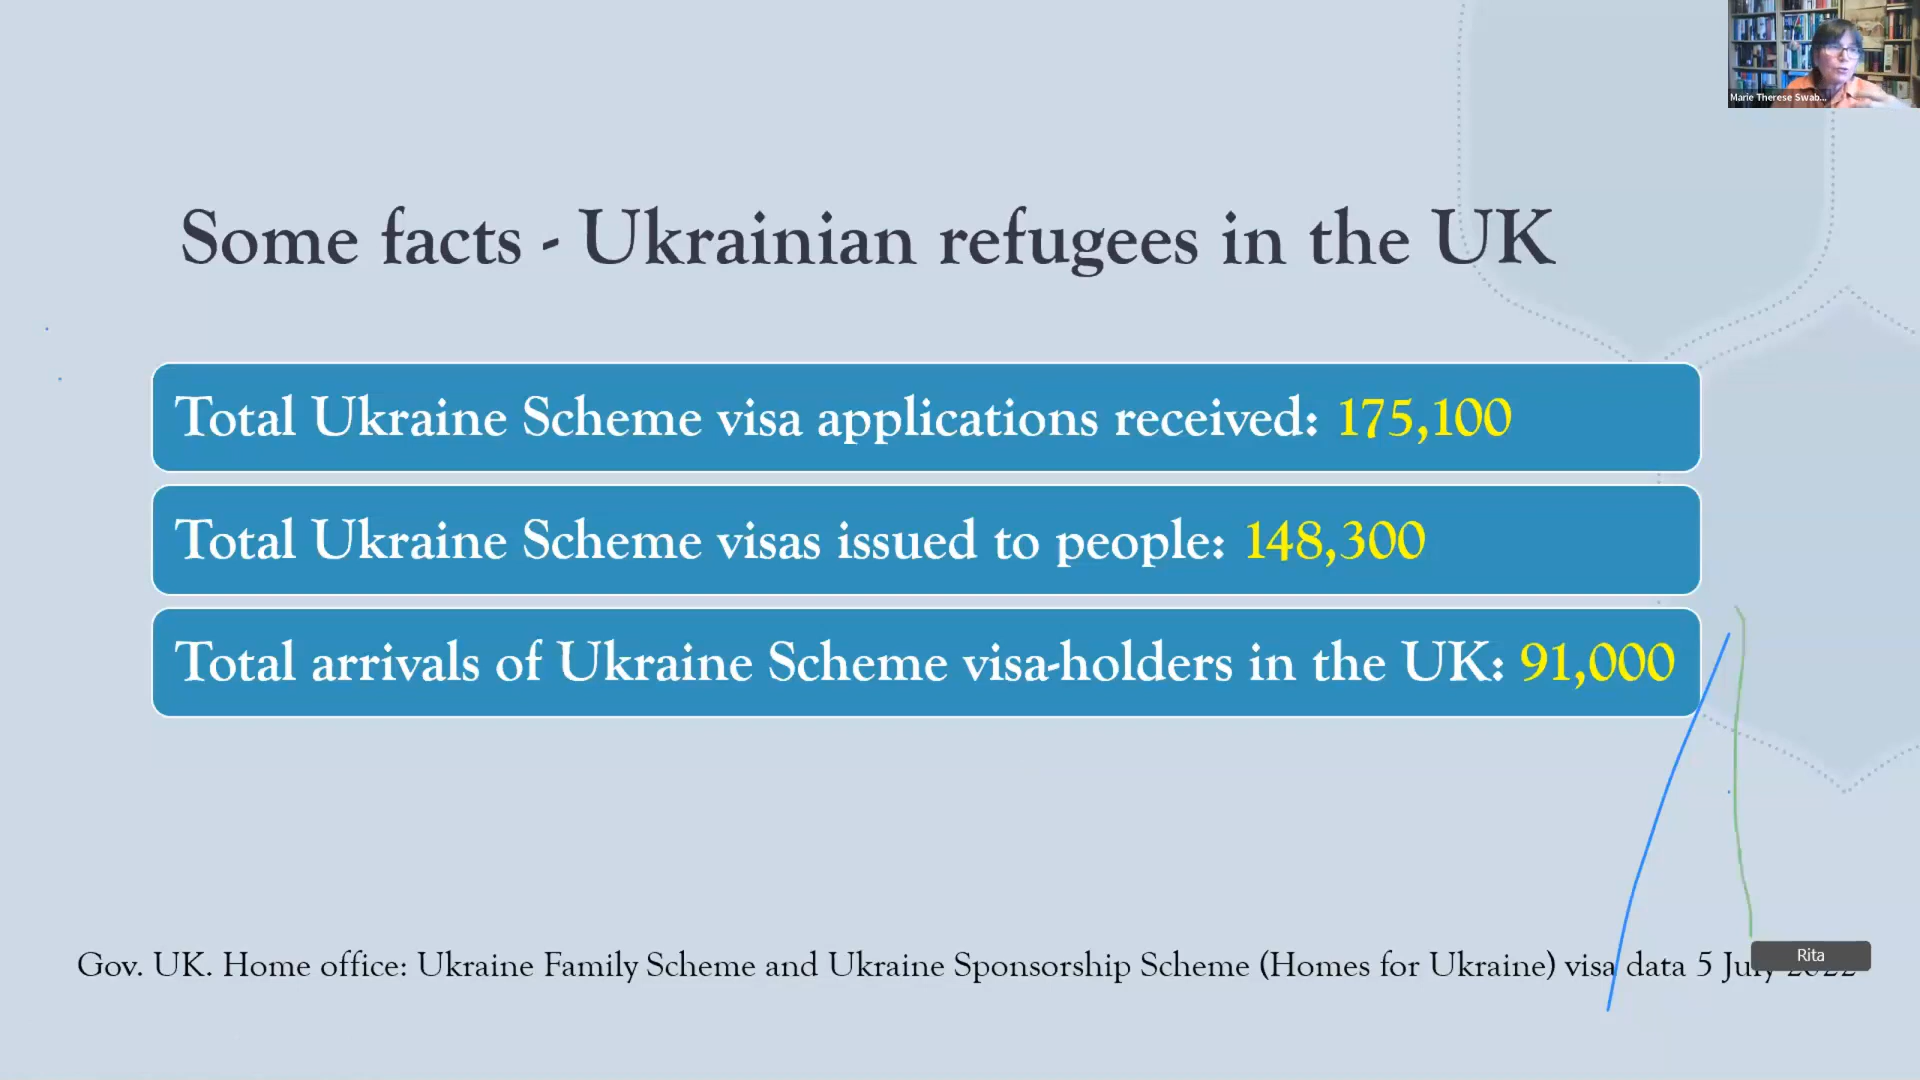 Marie Therese Swab...
Some facts - Ukrainian refugees in the UK
Total Ukraine Scheme visa applications received: 175,100
Total Ukraine Scheme visas issued to people: 148,300
Total arrivals of Ukraine Scheme visa-holders in the UK: 91,000
Rita
Gov. UK. Home office: Ukraine Family Scheme and Ukraine Sponsorship Scheme (Homes for Ukraine) visa data 5 July 2022